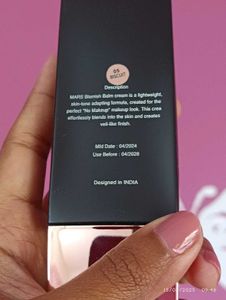 05
BISCUIT
Description
MARS Blemish Balm cream is a lightweight,
skin-tone adapting formula, created for the
perfect "No Makeup" makeup look. This crea
effortlessly blends into the skin and creates
veil-like finish.
Mfd Date : 04/2024
Use Before : 04/2028
Designed in INDIA
09:48